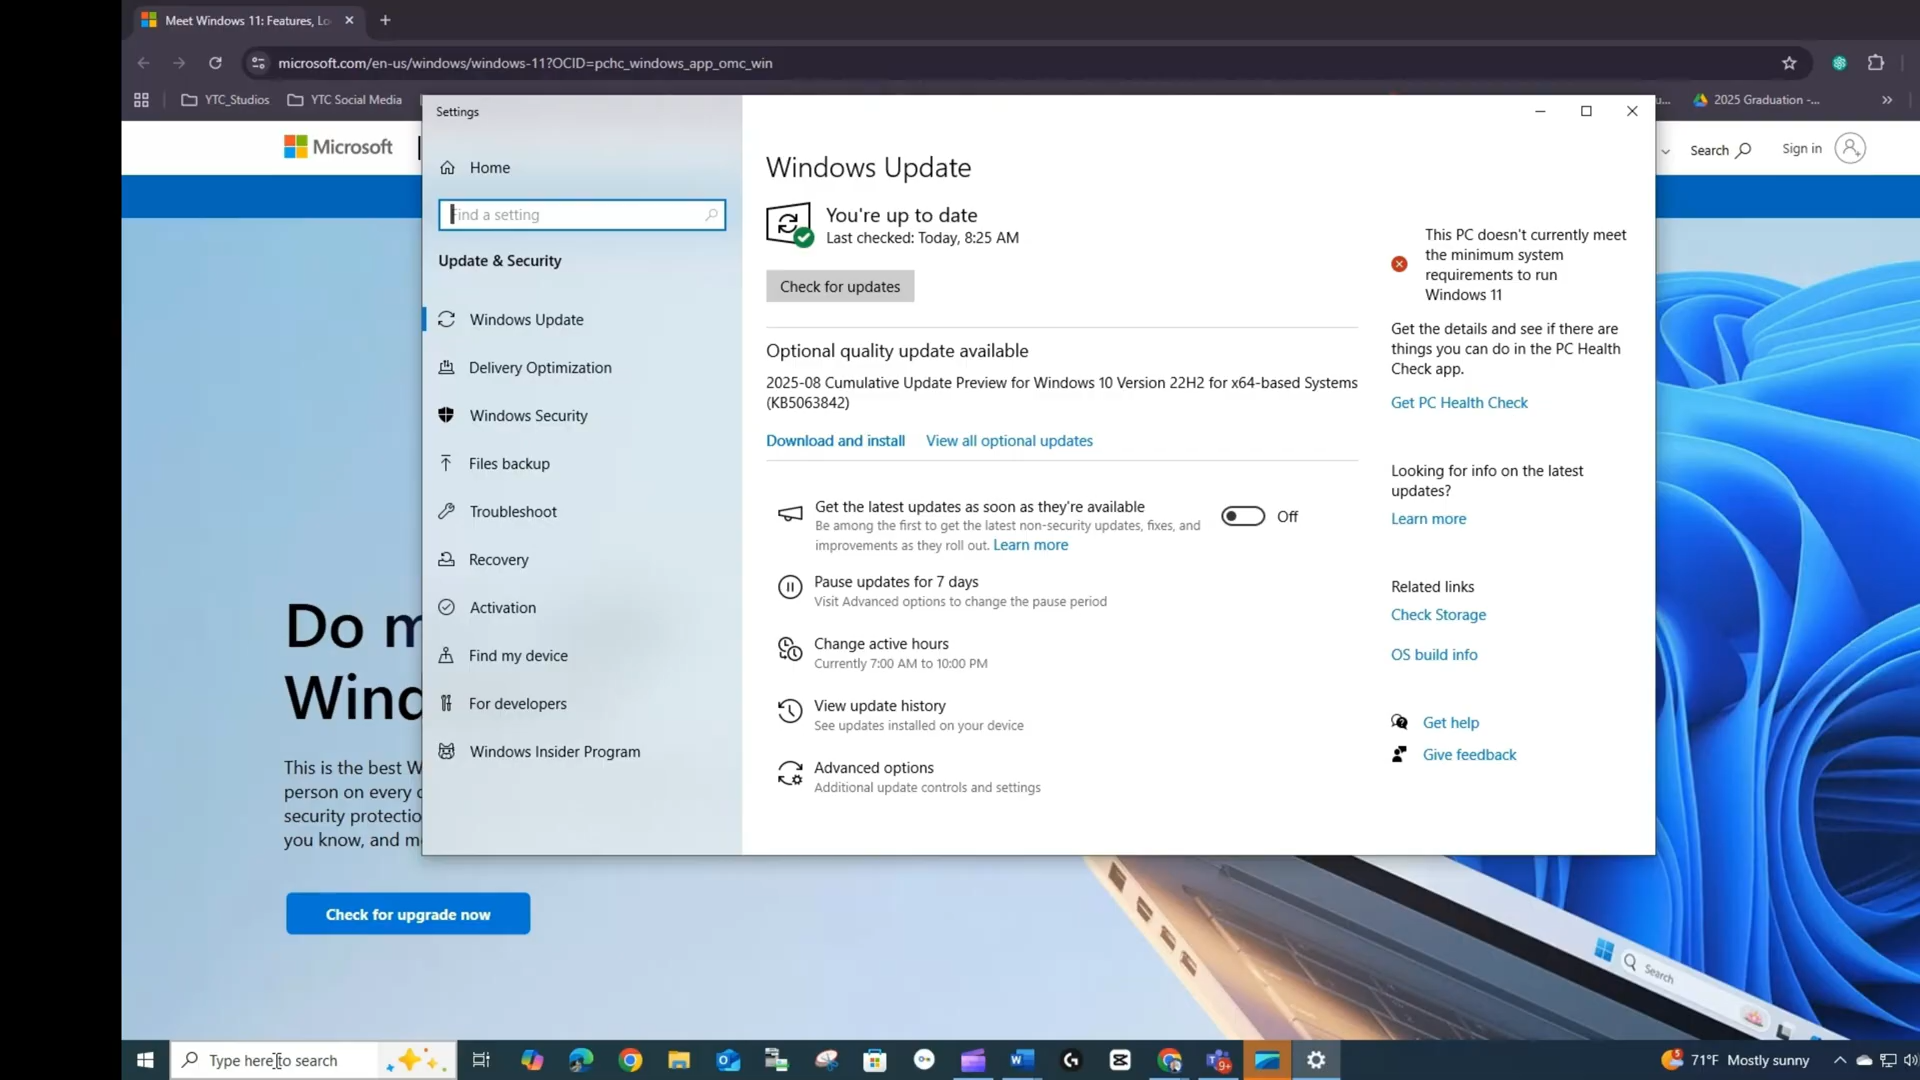 Meet Windows 11: Features, Lo
microsoft.com/en-us/windows/windows-11?OCID=pchc_windows_app_omc_win
YTC_Studios
YTC Social Media
2025 Graduation -...
Microsoft
Search
Sign in
Settings
Home
Find a setting
Update & Security
Windows Update
Delivery Optimization
Windows Security
Files backup
Troubleshoot
Recovery
Activation
Find my device
For developers
Windows Insider Program
Windows Update
You're up to date
Last checked: Today, 8:25 AM
Check for updates
Optional quality update available
2025-08 Cumulative Update Preview for Windows 10 Version 22H2 for x64-based Systems
(KB5063842)
Download and install
View all optional updates
Get the latest updates as soon as they're available
Be among the first to get the latest non-security updates, fixes, and
improvements as they roll out. Learn more
Off
Pause updates for 7 days
Visit Advanced options to change the pause period
Change active hours
Currently 7:00 AM to 10:00 PM
View update history
See updates installed on your device
Advanced options
Additional update controls and settings
This PC doesn't currently meet
the minimum system
requirements to run
Windows 11
Get the details and see if there are
things you can do in the PC Health
Check app.
Get PC Health Check
Looking for info on the latest
updates?
Learn more
Related links
Check Storage
OS build info
Get help
Give feedback
Do m
Wind
This is the best W
person on every
security protectio
you know, and m
Check for upgrade now
Search
Type here to search
9+
5
71°F Mostly sunny